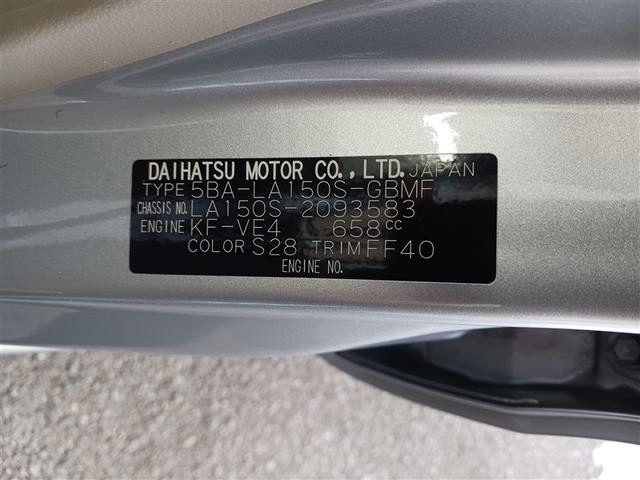 DAIHATSU MOTOR CO., LTD. JAPAN
TYPE 5BA-LA150S-GBMF
CHASSIS NO. LA150S-2093583
ENGINE KF-VE4 658cc
COLOR S28 TRIM FF40
ENGINE NO.